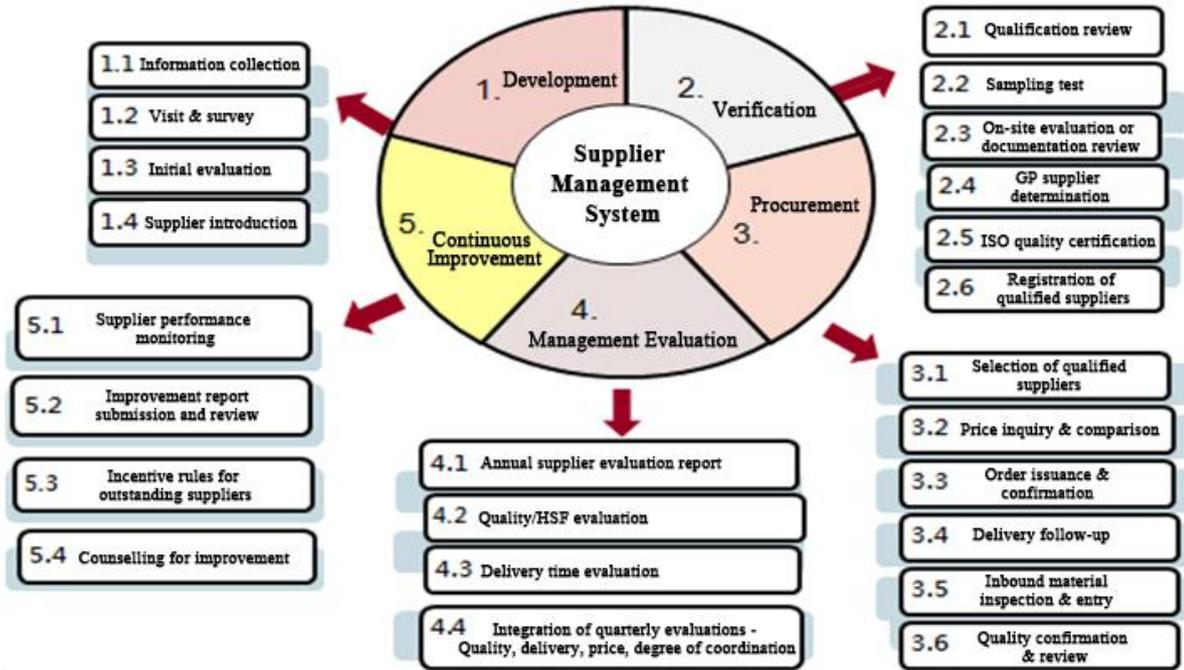 Supplier
Management
System
1. Development
2.
Verification
Procurement
3.
4.
Management Evaluation
5.
Continuous
Improvement
1.1 Information collection
1.2 Visit & survey
1.3 Initial evaluation
1.4 Supplier introduction
2.1 Qualification review
2.2 Sampling test
2.3 On-site evaluation or
documentation review
2.4 GP supplier
determination
2.5 ISO quality certification
2.6 Registration of
qualified suppliers
3.1 Selection of qualified
suppliers
3.2 Price inquiry & comparison
3.3 Order issuance &
confirmation
3.4 Delivery follow-up
3.5 Inbound material
inspection & entry
3.6 Quality confirmation
& review
4.1 Annual supplier evaluation report
4.2 Quality/HSF evaluation
4.3 Delivery time evaluation
4.4 Integration of quarterly evaluations -
Quality, delivery, price, degree of coordination
5.1 Supplier performance
monitoring
5.2 Improvement report
submission and review
5.3 Incentive rules for
outstanding suppliers
5.4 Counselling for improvement